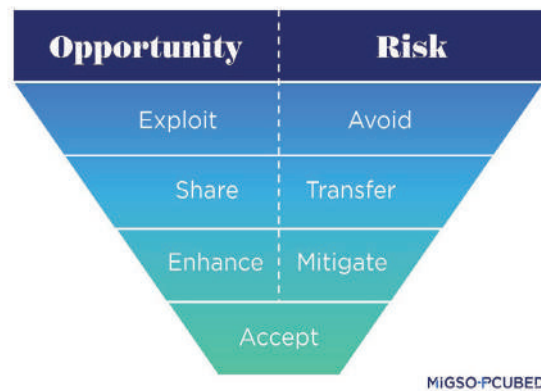 Opportunity Risk
Exploit Avoid
Share Transfer
Enhance Mitigate
Accept
MIGSO-PCUBED